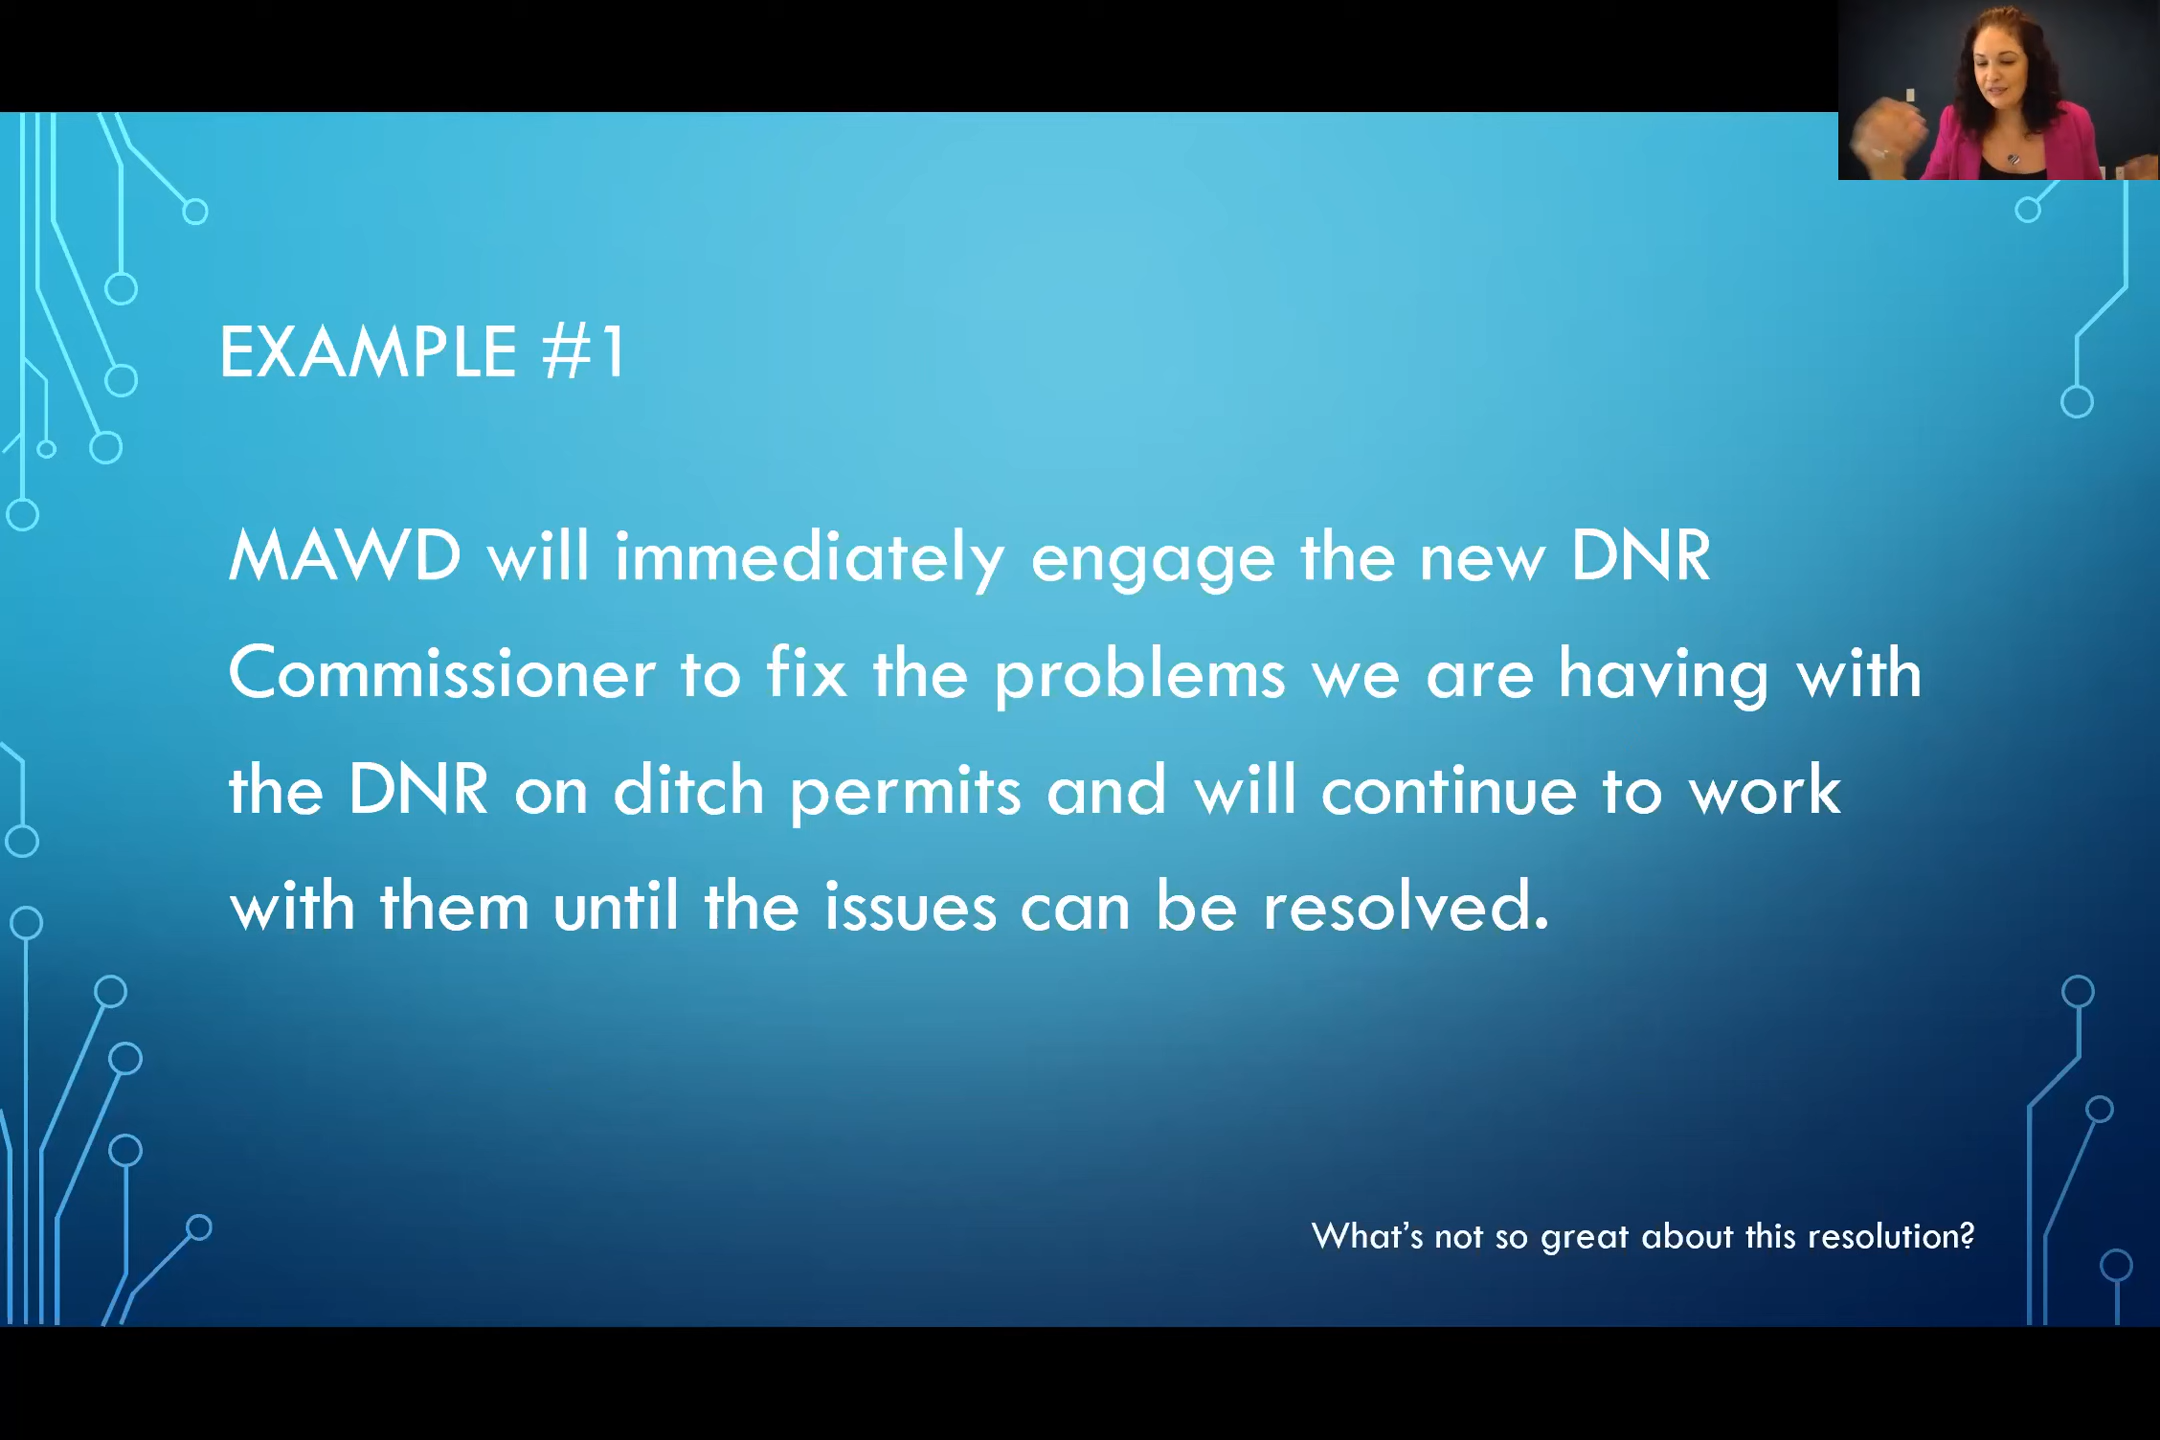 EXAMPLE #1
MAWD will immediately engage the new DNR
Commissioner to fix the problems we are having with
the DNR on ditch permits and will continue to work
with them until the issues can be resolved.
What's not so great about this resolution?